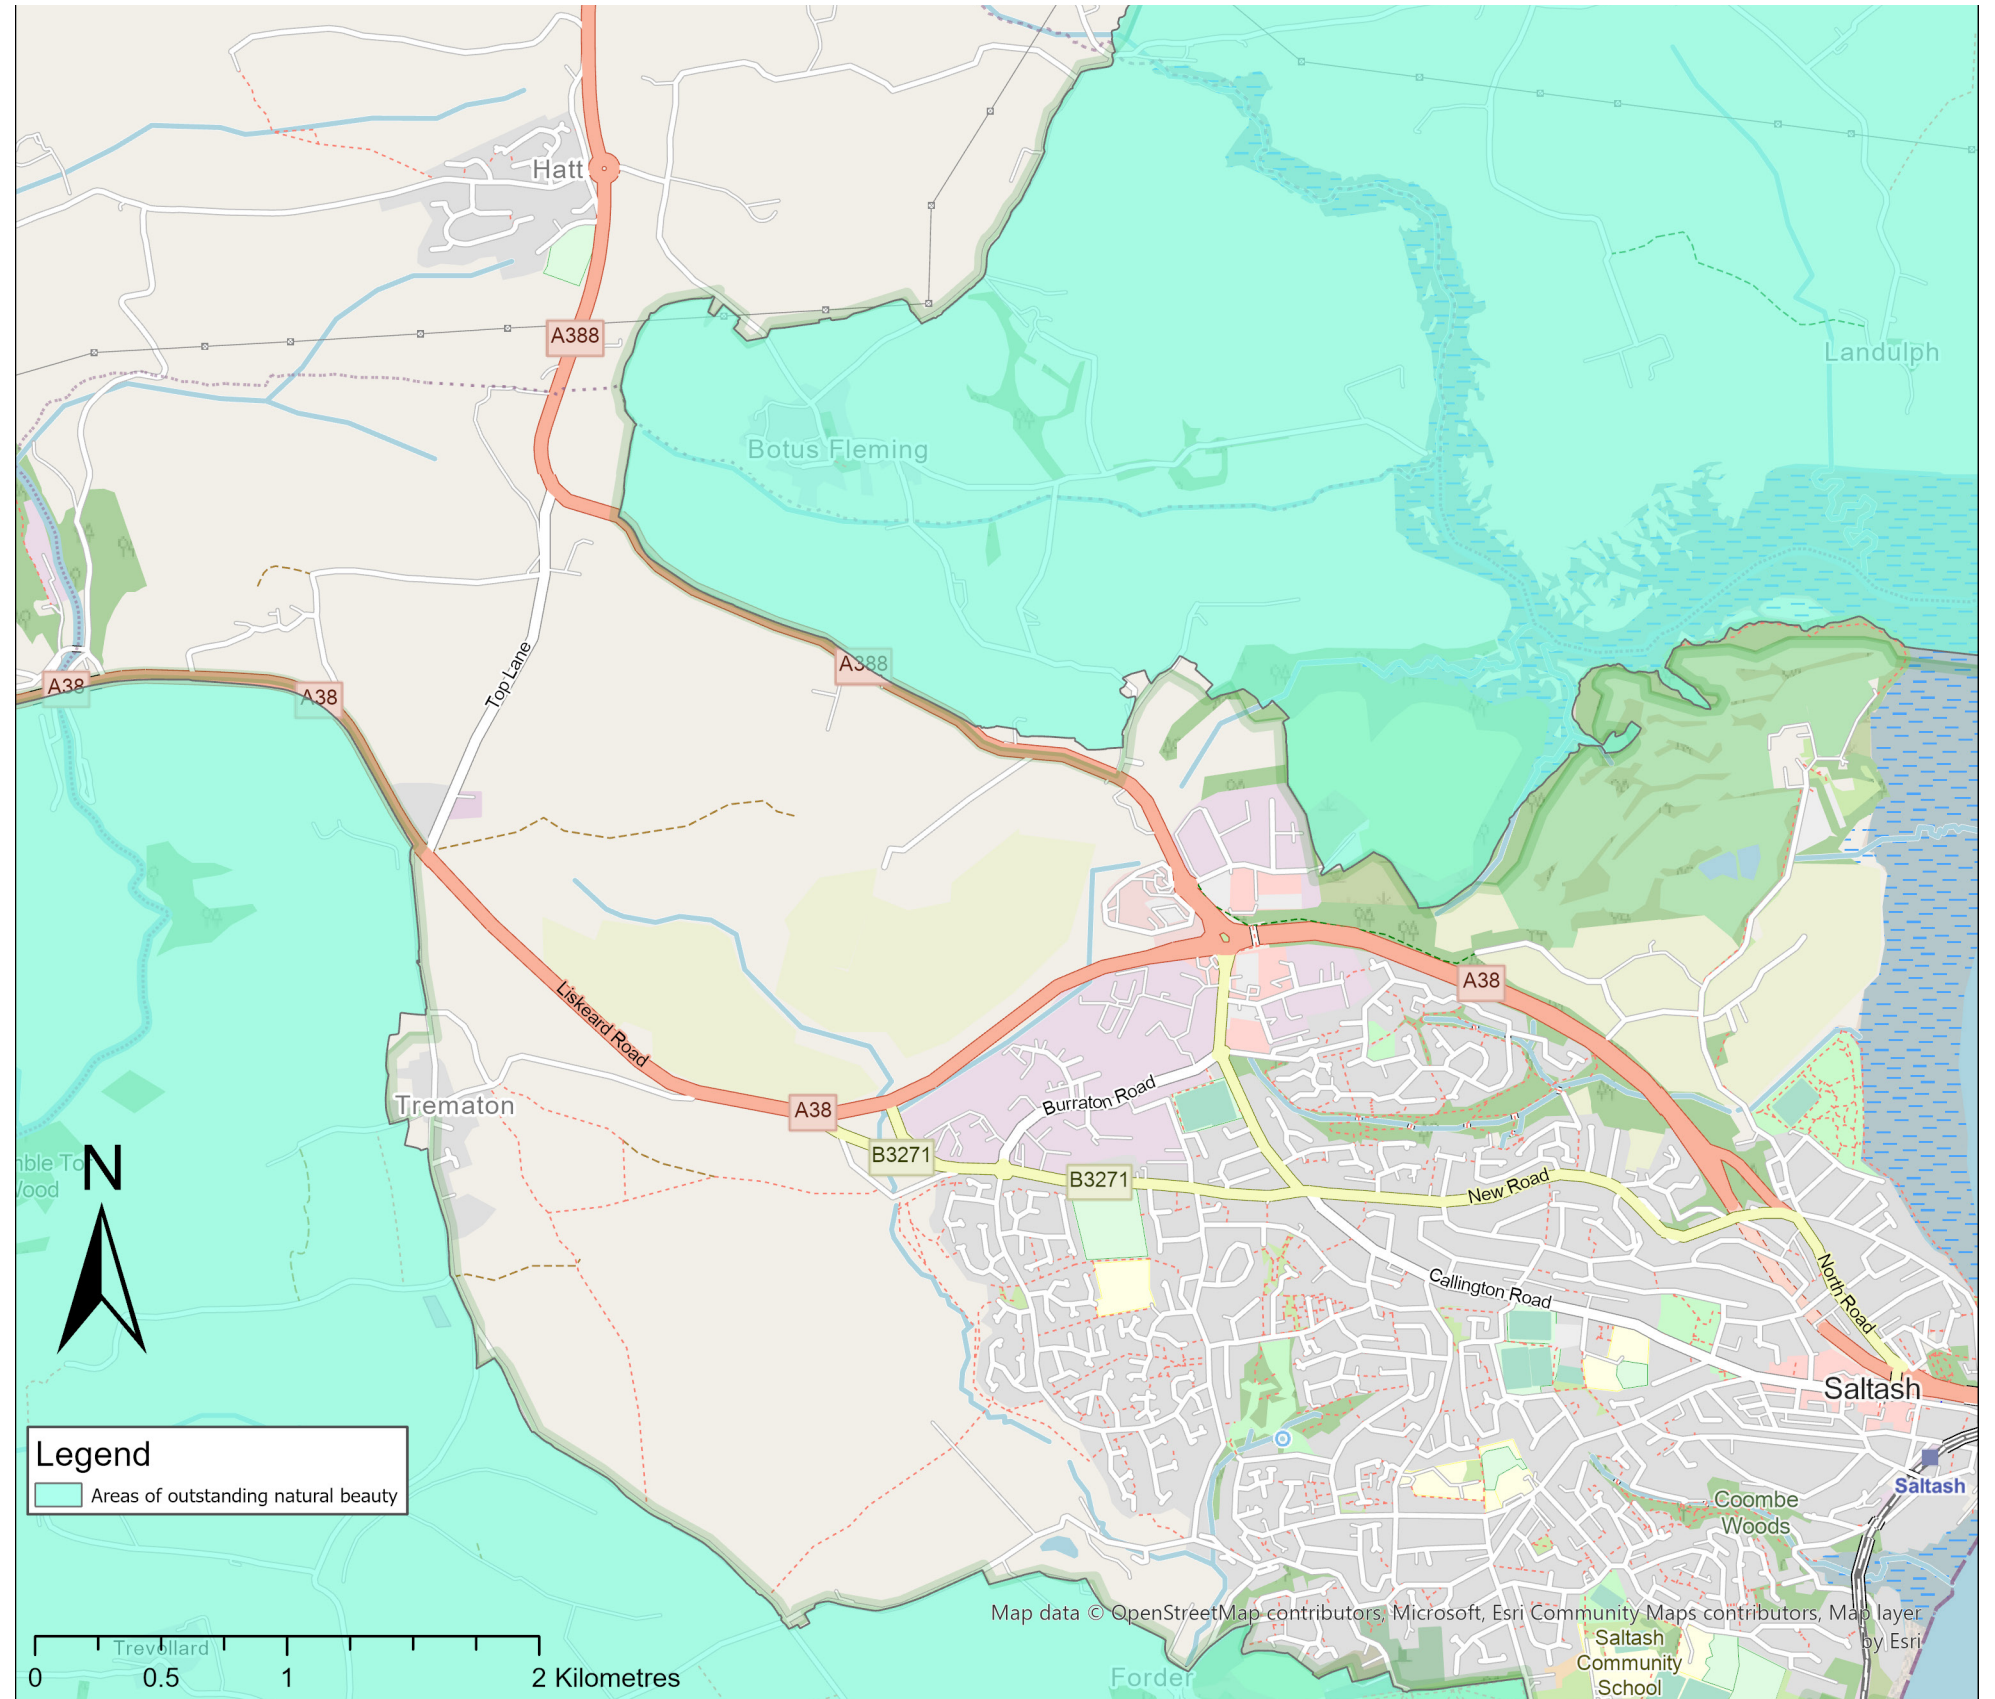 Hatt
A388
Landulph
Botus Fleming
A388
A38
A38
Top Lane
A38
Liskeard Road
Trematon
A38
Burraton Road
B3271
B3271
New Road
Callington Road
North Road
Saltash
Saltash
Coombe
Woods
N
Legend
Areas of outstanding natural beauty
Map data © OpenStreetMap contributors, Microsoft, Esri Community Maps contributors, Map layer
by Esri
Saltash
Community
School
Trevollard
Forder
0 0.5 1 2 Kilometres